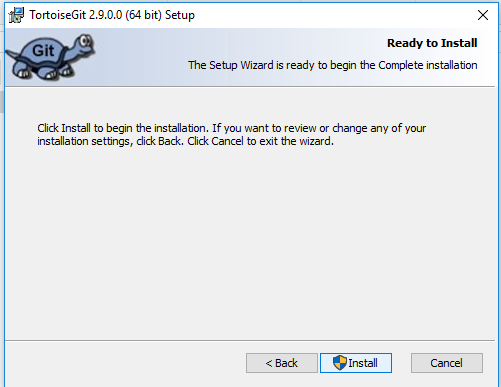 TortoiseGit 2.9.0.0 (64 bit) Setup
Git
Ready to Install
The Setup Wizard is ready to begin the Complete installation
Click Install to begin the installation. If you want to review or change any of your
installation settings, click Back. Click Cancel to exit the wizard.
< Back
Install
Cancel